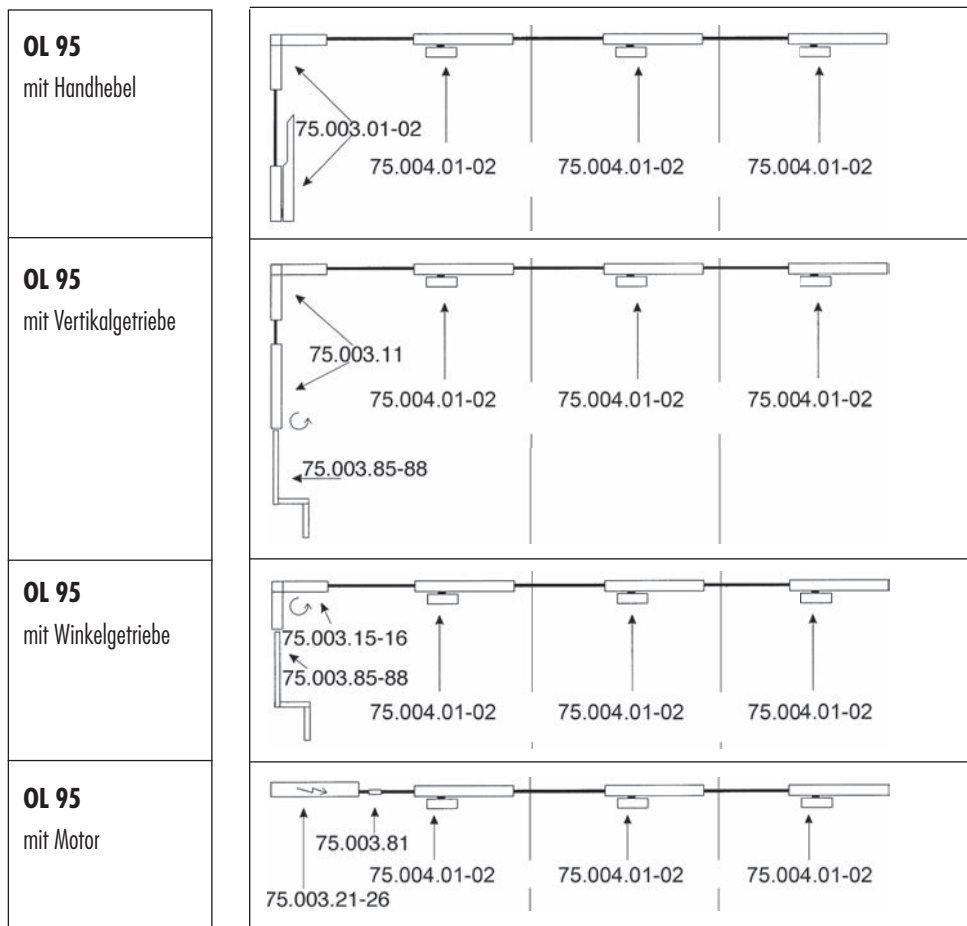 OL 95
mit Handhebel
75.003.01-02
75.004.01-02 75.004.01-02 75.004.01-02
OL 95
mit Vertikalgetriebe
75.003.11
75.004.01-02 75.004.01-02 75.004.01-02
75.003.85-88
OL 95
mit Winkelgetriebe
75.003.15-16
75.003.85-88
75.004.01-02 75.004.01-02 75.004.01-02
OL 95
mit Motor
75.003.81
75.004.01-02 75.004.01-02 75.004.01-02
75.003.21-26